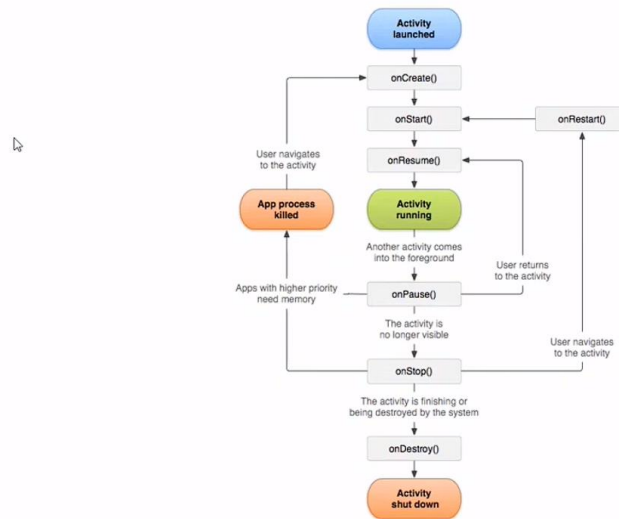 Activity
launched
onCreate()
onStart()
onRestart()
User navigates
to the activity
onResume()
App process
killed
Activity
running
Another activity comes
into the foreground
User returns
to the activity
Apps with higher priority
need memory
onPause()
The activity is
no longer visible
User navigates
to the activity
onStop()
The activity is finishing or
being destroyed by the system
onDestroy()
Activity
shut down